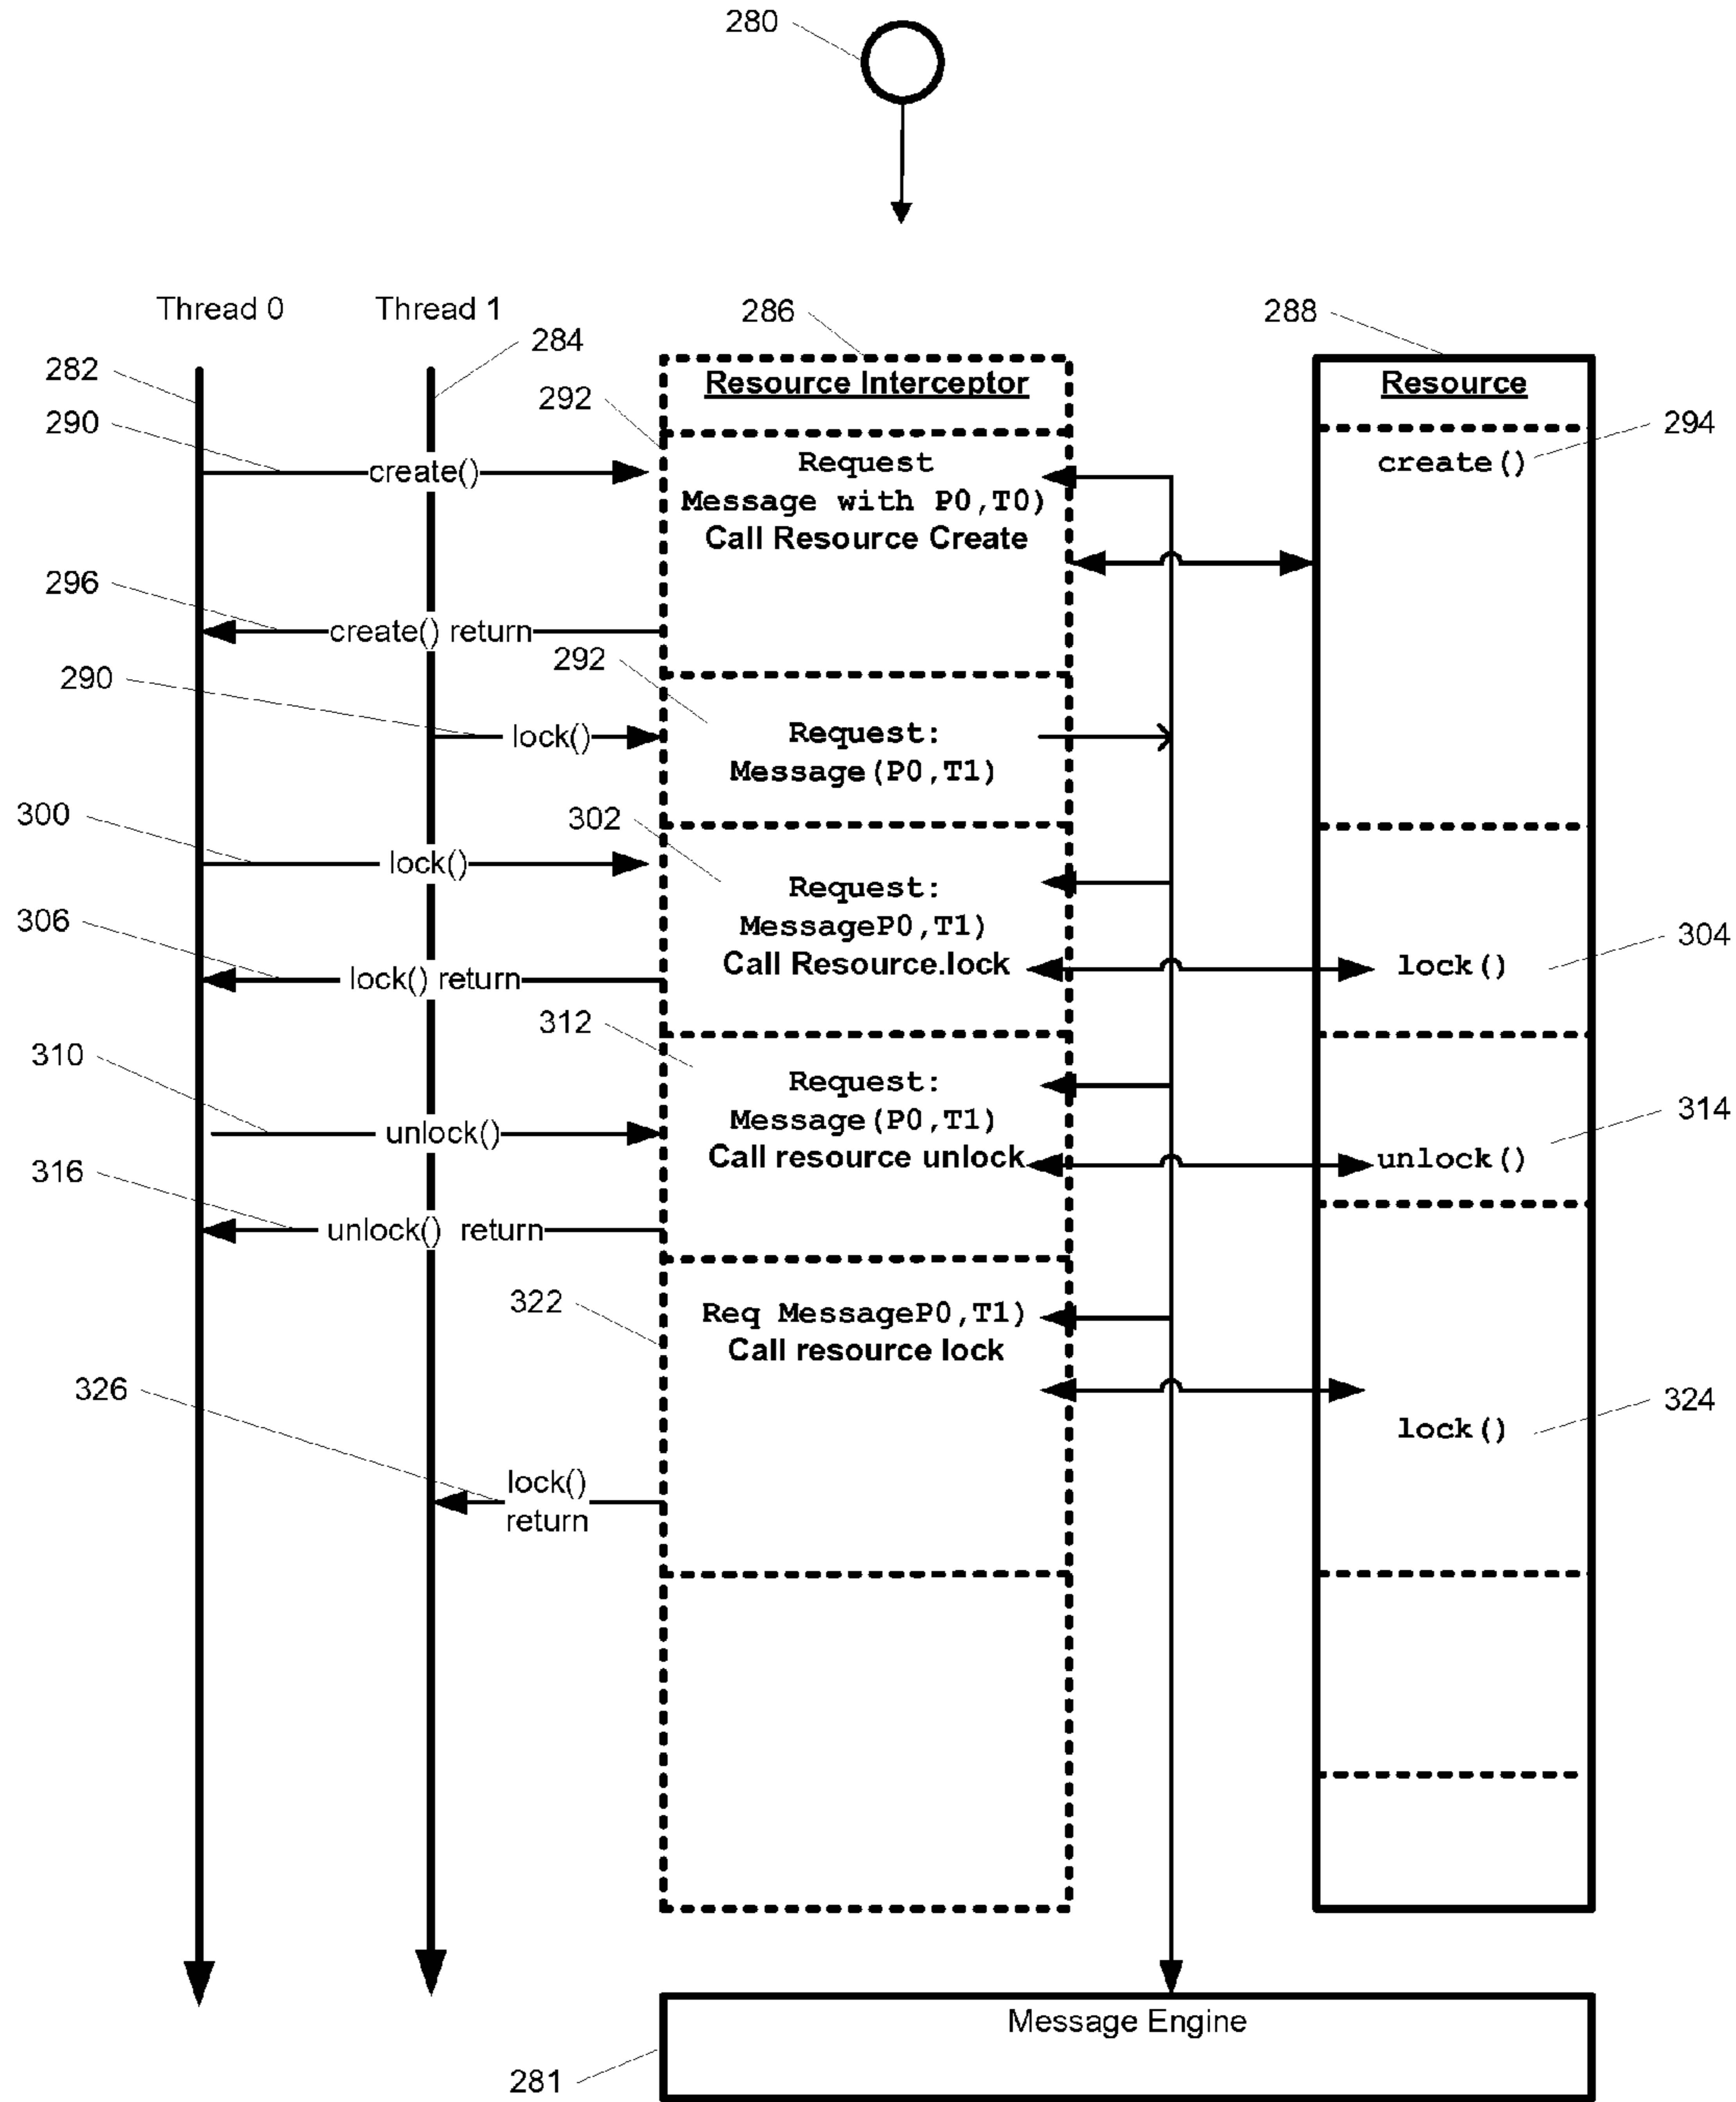 280
Thread 0
Thread 1
286
288
284
282
Resource Interceptor
Resource
292
290
294
create()
Request
Message with P0,T0)
Call Resource Create
create()
296
create() return
292
290
lock()
Request:
Message(P0,T1)
300
302
lock()
Request:
MessageP0,T1)
Call Resource.lock
306
lock() return
304
lock()
312
310
Request:
Message(P0,T1)
Call resource unlock
unlock()
314
unlock()
316
unlock() return
322
Req MessageP0,T1)
Call resource lock
326
324
lock()
lock()
return
Message Engine
281